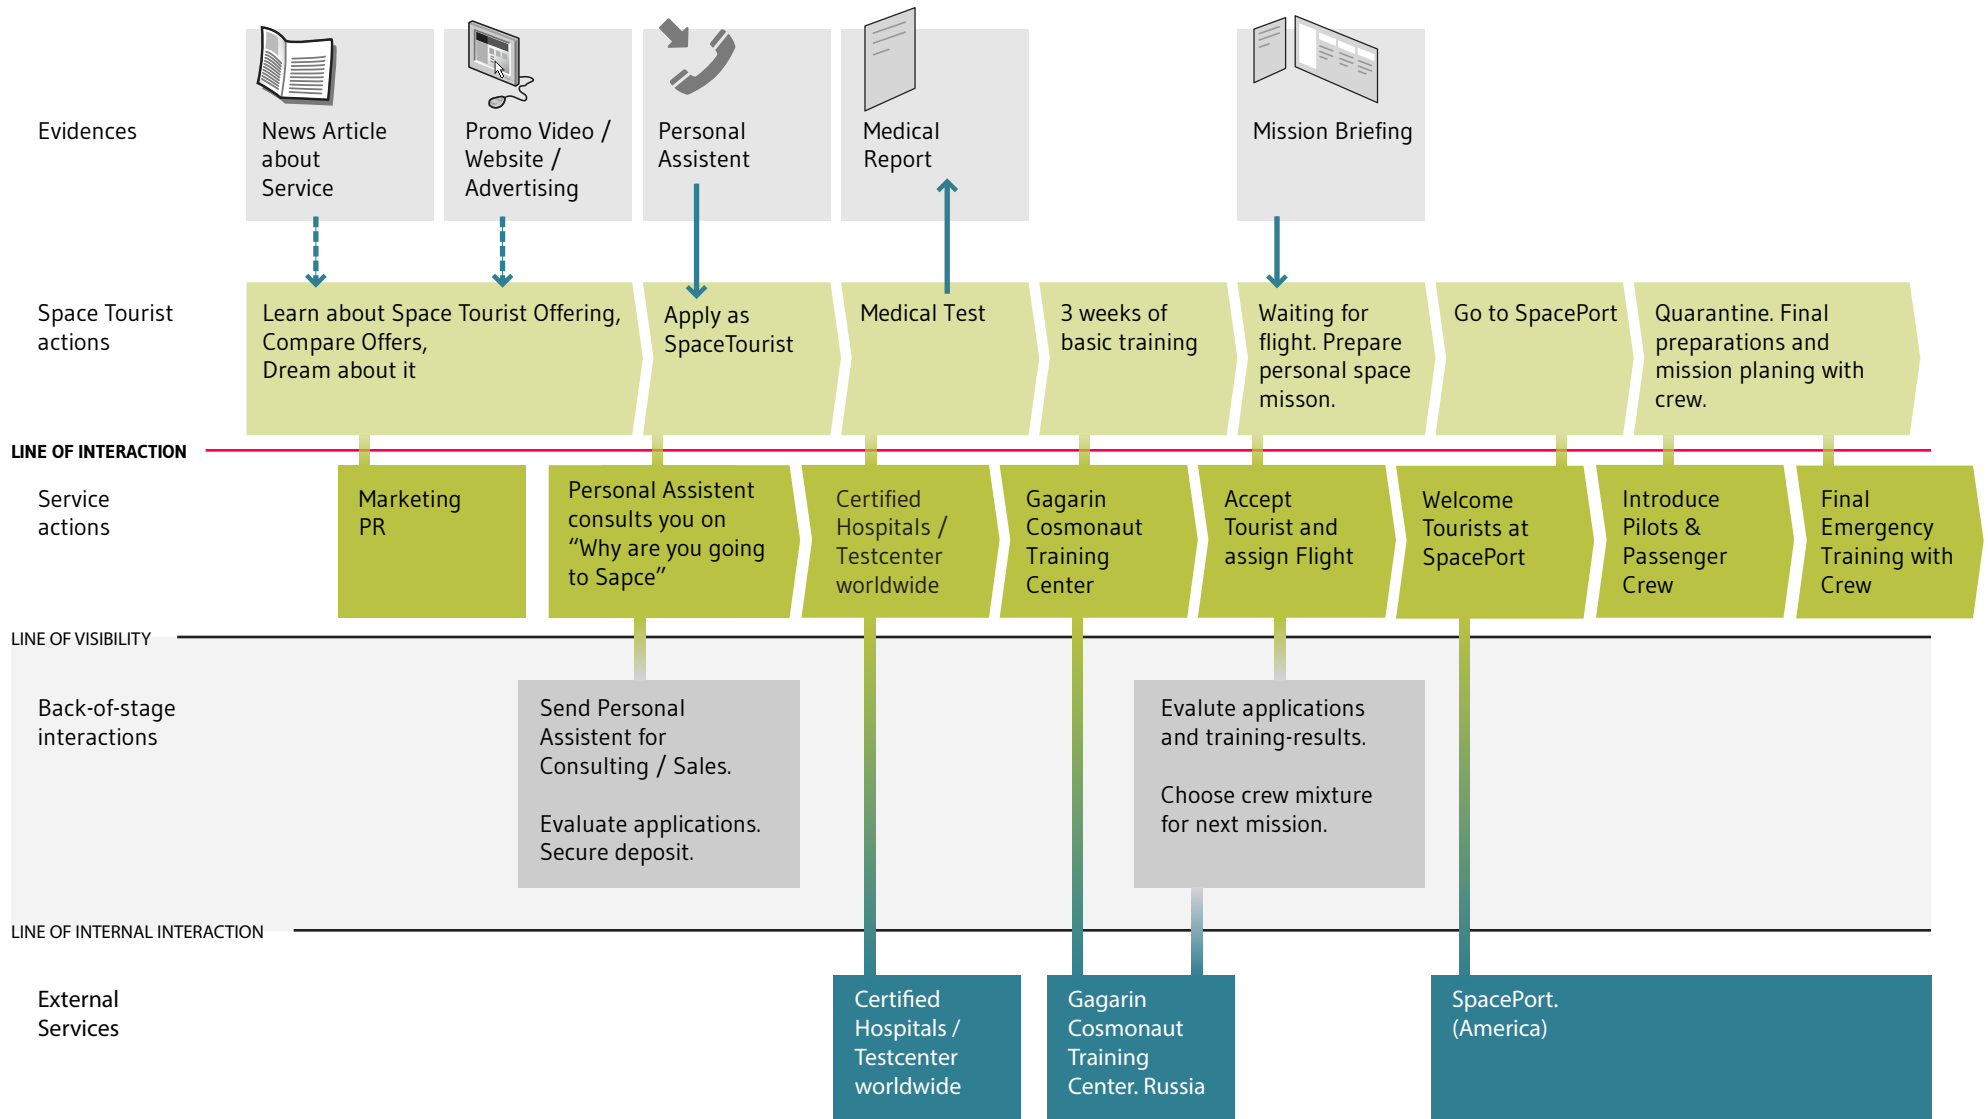 Evidences
News Article
about
Service
Promo Video /
Website /
Advertising
Personal
Assistent
Medical
Report
Mission Briefing
Space Tourist
actions
Learn about Space Tourist Offering,
Compare Offers,
Dream about it
Apply as
SpaceTourist
Medical Test
3 weeks of
basic training
Waiting for
flight. Prepare
personal space
misson.
Go to SpacePort
Quarantine. Final
preparations and
mission planing with
crew.
LINE OF INTERACTION
Service
actions
Marketing
PR
Personal Assistent
consults you on
“Why are you going
to Sapce”
Certified
Hospitals /
Testcenter
worldwide
Gagarin
Cosmonaut
Training
Center
Accept
Tourist and
assign Flight
Welcome
Tourists at
SpacePort
Introduce
Pilots &
Passenger
Crew
Final
Emergency
Training with
Crew
LINE OF VISIBILITY
Back-of-stage
interactions
Send Personal
Assistent for
Consulting / Sales.
Evaluate applications.
Secure deposit.
Evalute applications
and training-results.
Choose crew mixture
for next mission.
LINE OF INTERNAL INTERACTION
External
Services
Certified
Hospitals /
Testcenter
worldwide
Gagarin
Cosmonaut
Training
Center. Russia
SpacePort.
(America)